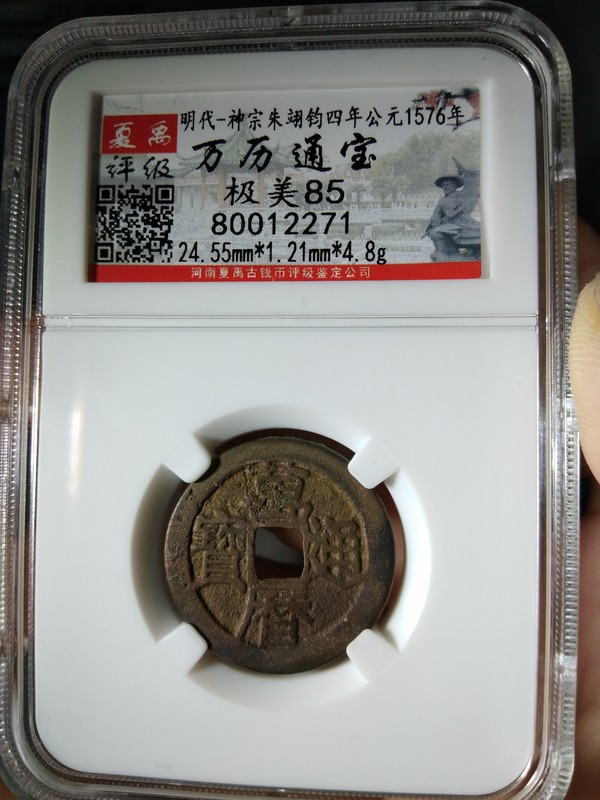 夏禹
评级
明代-神宗朱翊钧四年公元1576年
万历通宝
极美85
80012271
24.55mm*1.21mm*4.8g
河南夏禹古钱币评级鉴定公司
萬曆通寶